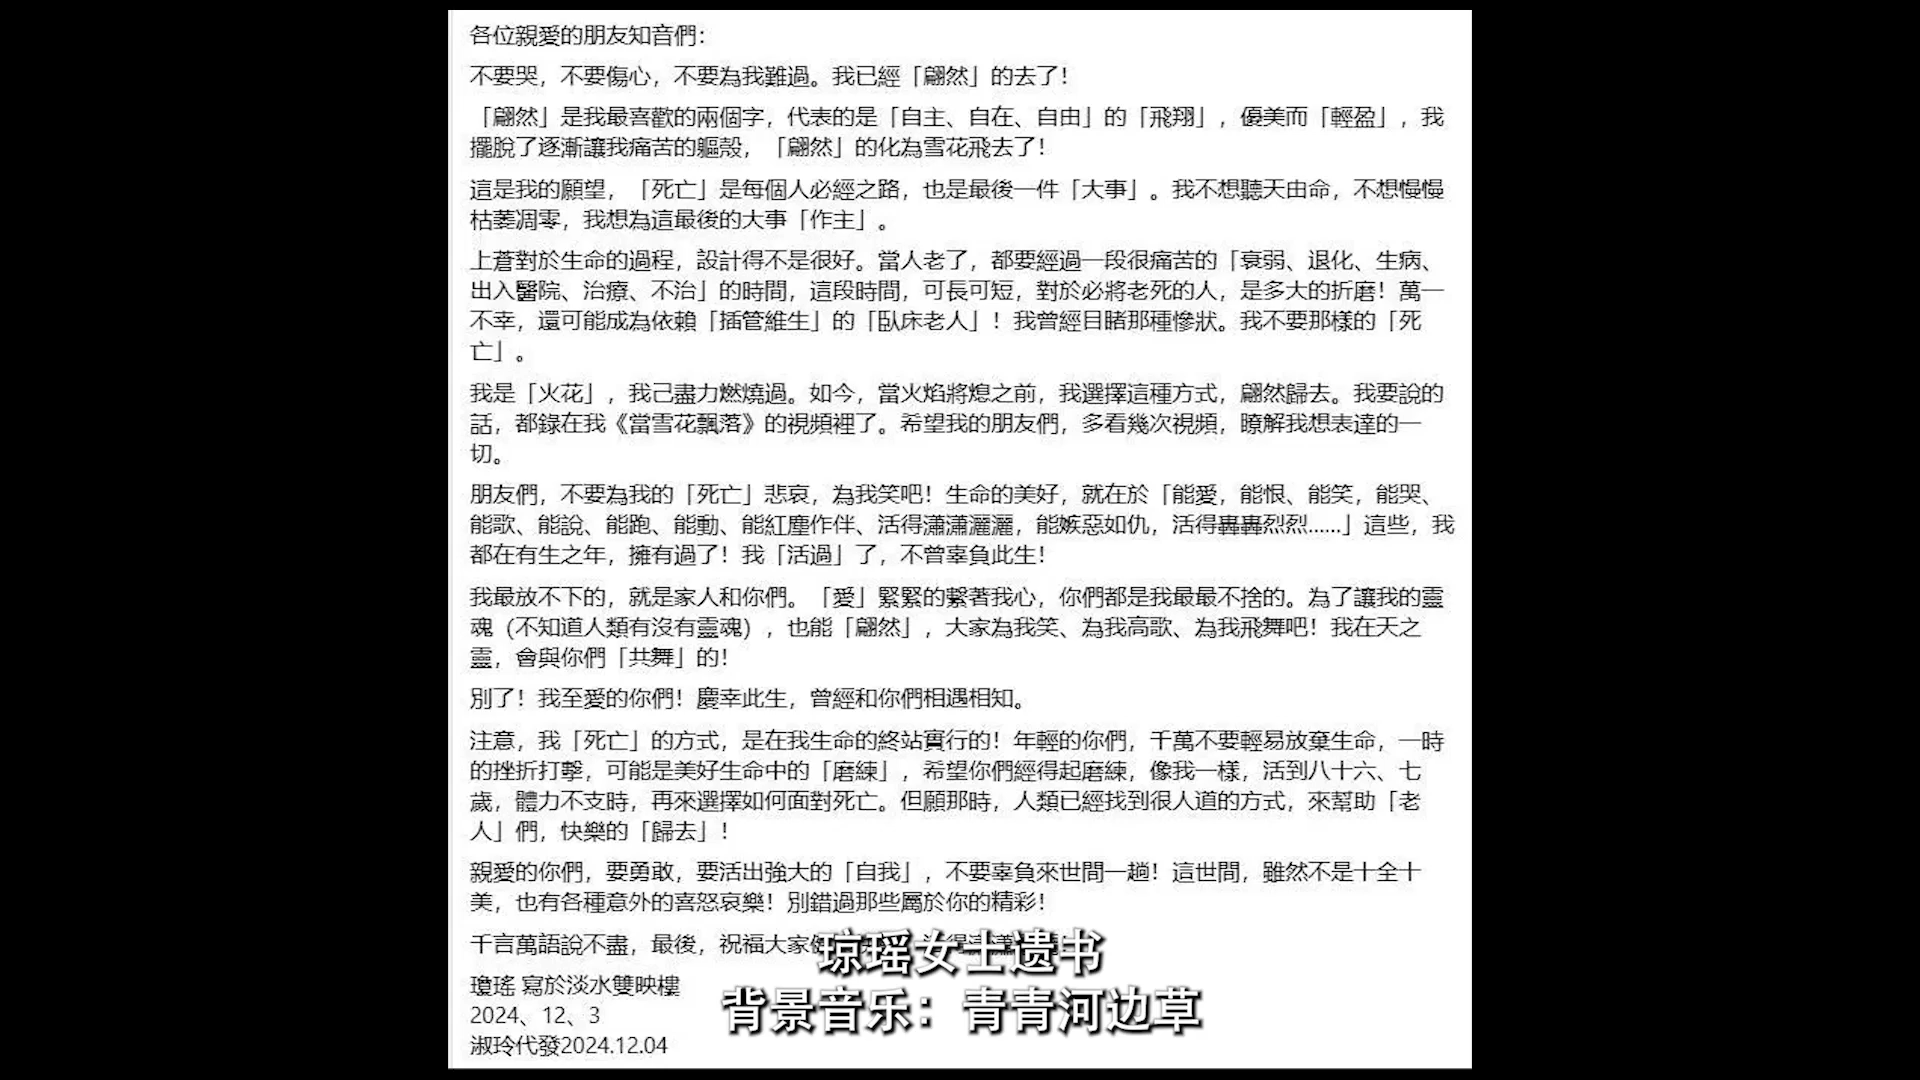 各位親愛的朋友知音們：
不要哭，不要傷心，不要為我難過。我已經「翩然」的去了！
「翩然」是我最喜歡的兩個字，代表的是「自主、自在、自由」的「飛翔」，優美而「輕盈」，我
擺脫了逐漸讓我痛苦的軀殼，「翩然」的化為雪花飛去了！
這是我的願望，「死亡」是每個人必經之路，也是最後一件「大事」。我不想聽天由命，不想慢慢
枯萎凋零，我想為這最後的大事「作主」。
上蒼對於生命的過程，設計得不是很好。當人老了，都要經過一段很痛苦的「衰弱、退化、生病、
出入醫院、治療、不治」的時間，這段時間，可長可短，對於必將老死的人，是多大的折磨！萬一
不幸，還可能成為依賴「插管維生」的「臥床老人」！我曾經目睹那種慘狀。我不要那樣的「死
亡」。
我是「火花」，我己盡力燃燒過。如今，當火焰將熄之前，我選擇這種方式，翩然歸去。我要說的
話，都錄在我《當雪花飄落》的視頻裡了。希望我的朋友們，多看幾次視頻，瞭解我想表達的一
切。
朋友們，不要為我的「死亡」悲哀，為我笑吧！生命的美好，就在於「能愛，能恨、能笑，能哭、
能歌、能說、能跑、能動、能紅塵作伴、活得瀟瀟灑灑，能嫉惡如仇，活得轟轟烈烈......」這些，我
都在有生之年，擁有過了！我「活過」了，不曾辜負此生！
我最放不下的，就是家人和你們。「愛」緊緊的繫著我心，你們都是我最最不捨的。為了讓我的靈
魂（不知道人類有沒有靈魂），也能「翩然」，大家為我笑、為我高歌、為我飛舞吧！我在天之
靈，會與你們「共舞」的！
別了！我至愛的你們！慶幸此生，曾經和你們相遇相知。
注意，我「死亡」的方式，是在我生命的終站實行的！年輕的你們，千萬不要輕易放棄生命，一時
的挫折打擊，可能是美好生命中的「磨練」，希望你們經得起磨練，像我一樣，活到八十六、七
歲，體力不支時，再來選擇如何面對死亡。但願那時，人類已經找到很人道的方式，來幫助「老
人」們，快樂的「歸去」！
親愛的你們，要勇敢，要活出強大的「自我」，不要辜負來世間一趟！這世間，雖然不是十全十
美，也有各種意外的喜怒哀樂！別錯過那些屬於你的精彩！
千言萬語說不盡，最後，祝福大家
琼瑶女士遗书
瓊瑤 寫於淡水雙映樓
背景音乐：青青河边草
2024、12、3
淑玲代發2024.12.04